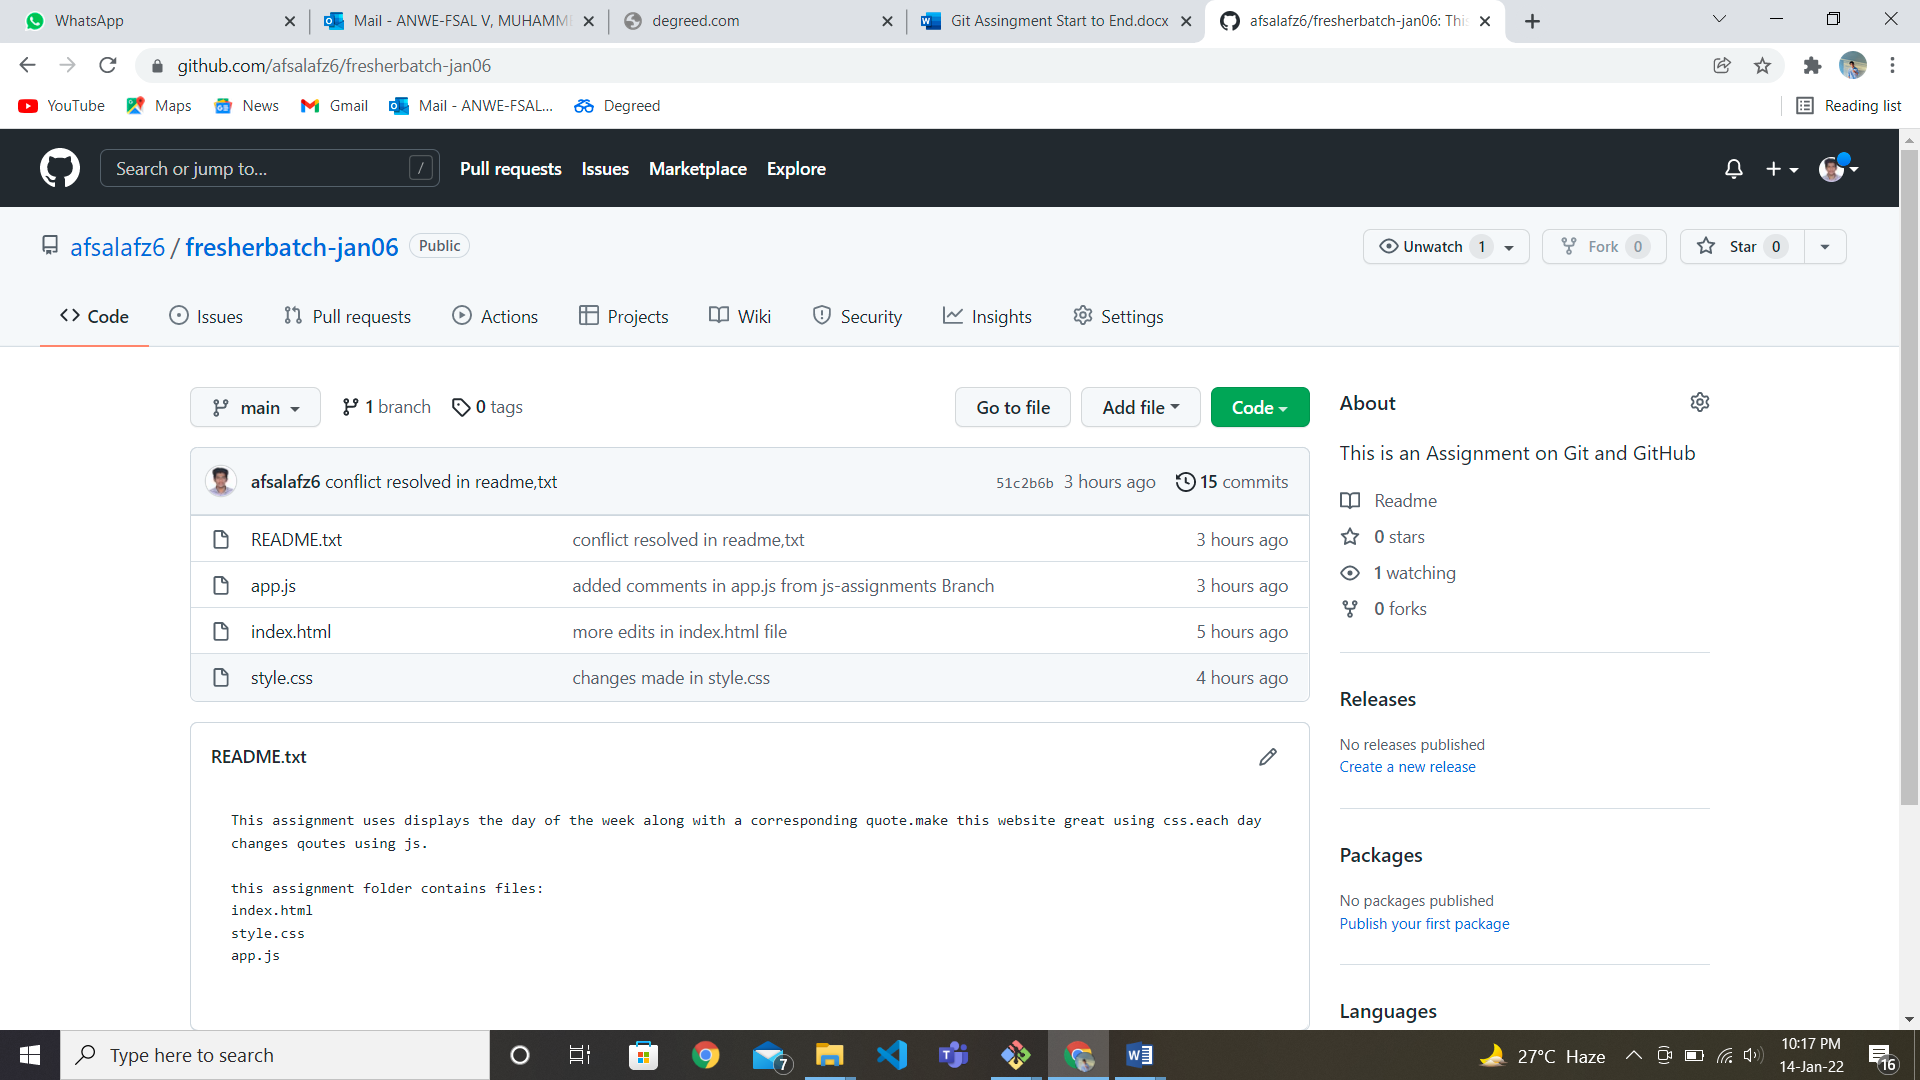 WhatsApp
Mail - ANWE-FSAL V, MUHAMM
degreed.com
Git Assingment Start to End.docx
afsalafz6/fresherbatch-jan06: Thi
github.com/afsalafz6/fresherbatch-jan06
YouTube
Maps
News
Gmail
Mail - ANWE-FSAL...
Degreed
Reading list
Search or jump to...
/
Pull requests
Issues
Marketplace
Explore
afsalafz6 / fresherbatch-jan06
Public
Unwatch 1
Fork 0
Star 0
Code
Issues
Pull requests
Actions
Projects
Wiki
Security
Insights
Settings
main
1 branch
0 tags
Go to file
Add file
Code
afsalafz6 conflict resolved in readme,txt
51c2b6b 3 hours ago
15 commits
README.txt
conflict resolved in readme,txt
3 hours ago
app.js
added comments in app.js from js-assignments Branch
3 hours ago
index.html
more edits in index.html file
5 hours ago
style.css
changes made in style.css
4 hours ago
README.txt
This assignment uses displays the day of the week along with a corresponding quote.make this website great using css.each day
changes qoutes using js.
this assignment folder contains files:
index.html
style.css
app.js
About
This is an Assignment on Git and GitHub
Readme
0 stars
1 watching
0 forks
Releases
No releases published
Create a new release
Packages
No packages published
Publish your first package
Languages
Type here to search
7
27°C Haze
10:17 PM
14-Jan-22
16